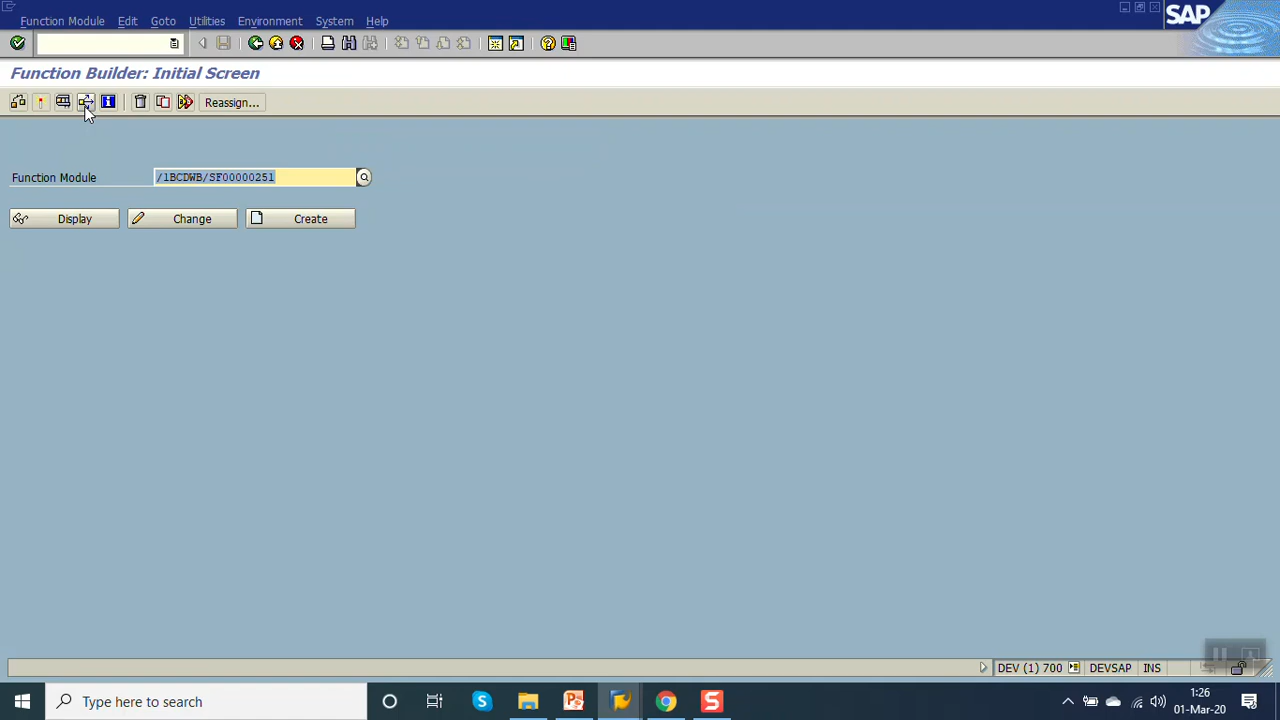 Function Module Edit Goto Utilities Environment System Help
SAP
Function Builder: Initial Screen
Reassign...
Function Module /1BCDWB/SF00000251
Display Change Create
DEV (1) 700 DEVSAP INS
Type here to search
1:26
01-Mar-20